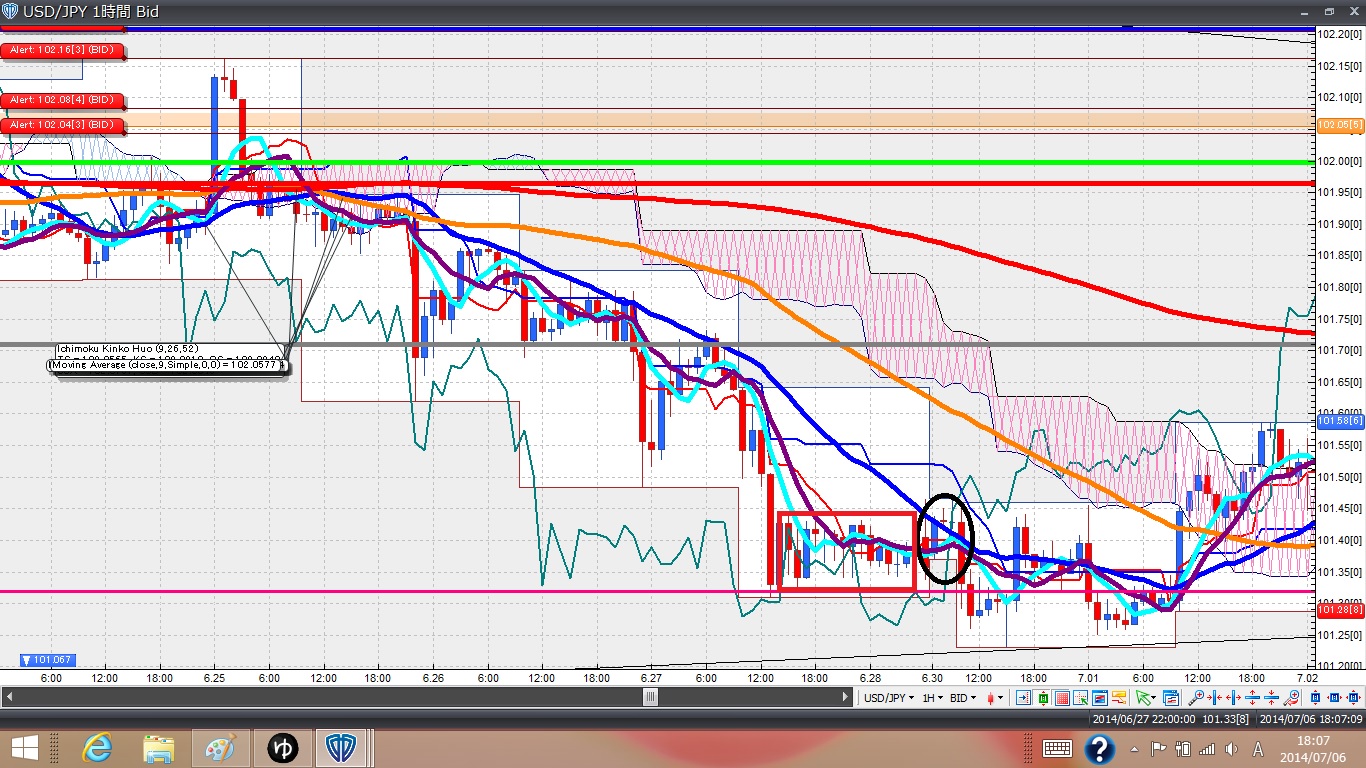 USD/JPY 1時間 Bid
102.20[0]
Alert: 102.16[3] (BID)
102.15[0]
Alert: 102.08[4] (BID)
102.10[0]
Alert: 102.04[3] (BID)
102.05[5]
102.00[0]
101.95[0]
101.90[0]
101.85[0]
101.80[0]
101.75[0]
101.70[0]
Ichimoku Kinko Huo (9,26,52)
Moving Average (close,9,Simple,0,0) = 102.0577
101.65[0]
101.58[6]
101.55[0]
101.50[0]
101.45[0]
101.40[0]
101.35[0]
101.28[8]
101.25[0]
▼ 101.067
101.20[0]
6:00 12:00 18:00 6.25 6:00 12:00 18:00 6.26 6:00 12:00 18:00 6.27 6:00 12:00 18:00 6.28 6.30 12:00 18:00 7.01 6:00 12:00 18:00 7.02
USD/JPY 1H BID
2014/06/27 22:00:00 101.33[8] 2014/07/06 18:07:09
ゆ
A
18:07
2014/07/06